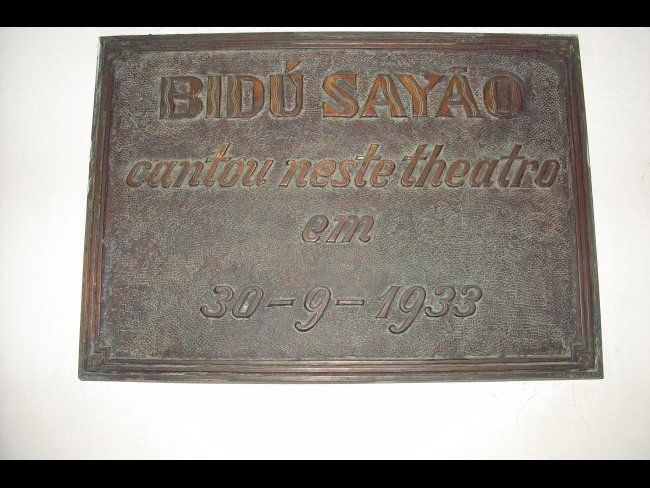 BIDÚ SAYÃO
cantou neste theatro
em
30-9-1933